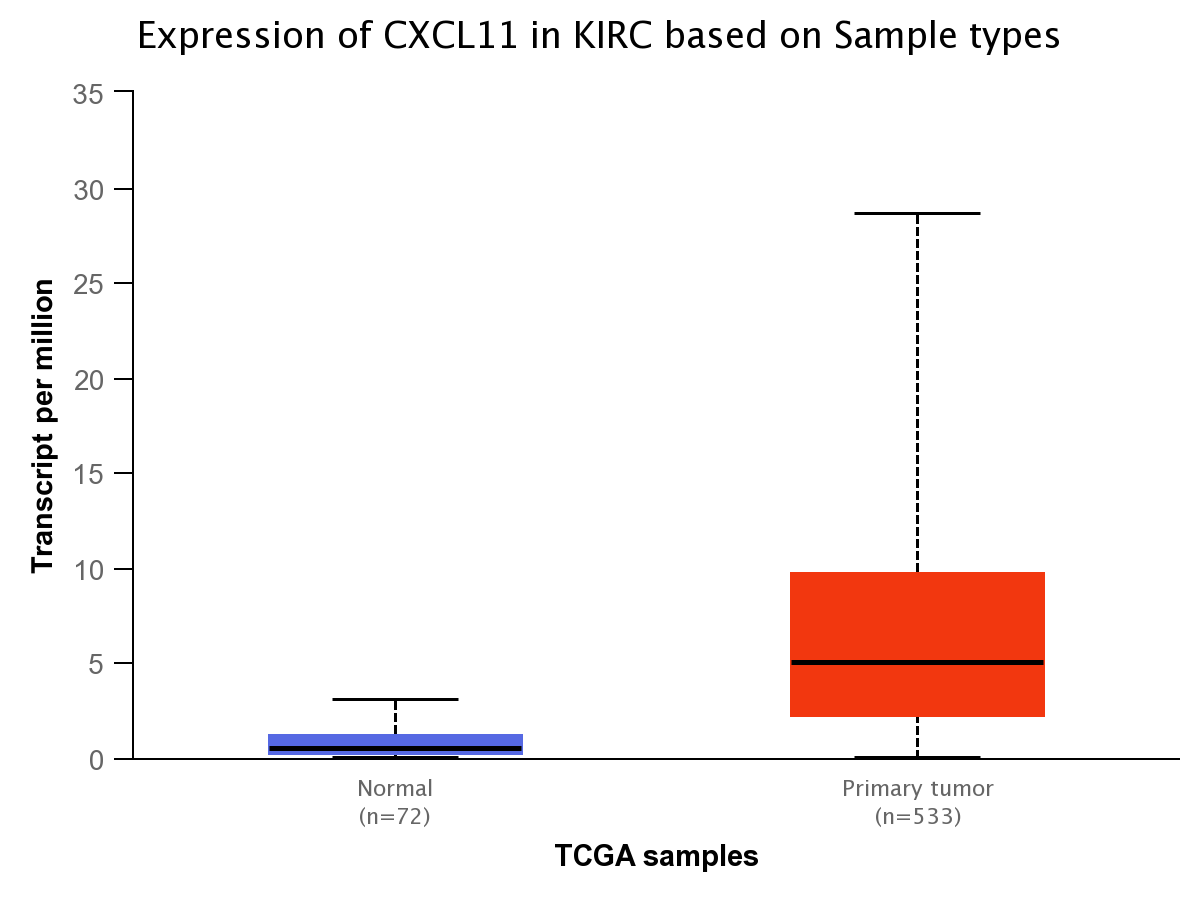 Expression of CXCL11 in KIRC based on Sample types
35
30
25
20
15
10
5
0
Transcript per million
Normal
(n=72)
Primary tumor
(n=533)
TCGA samples